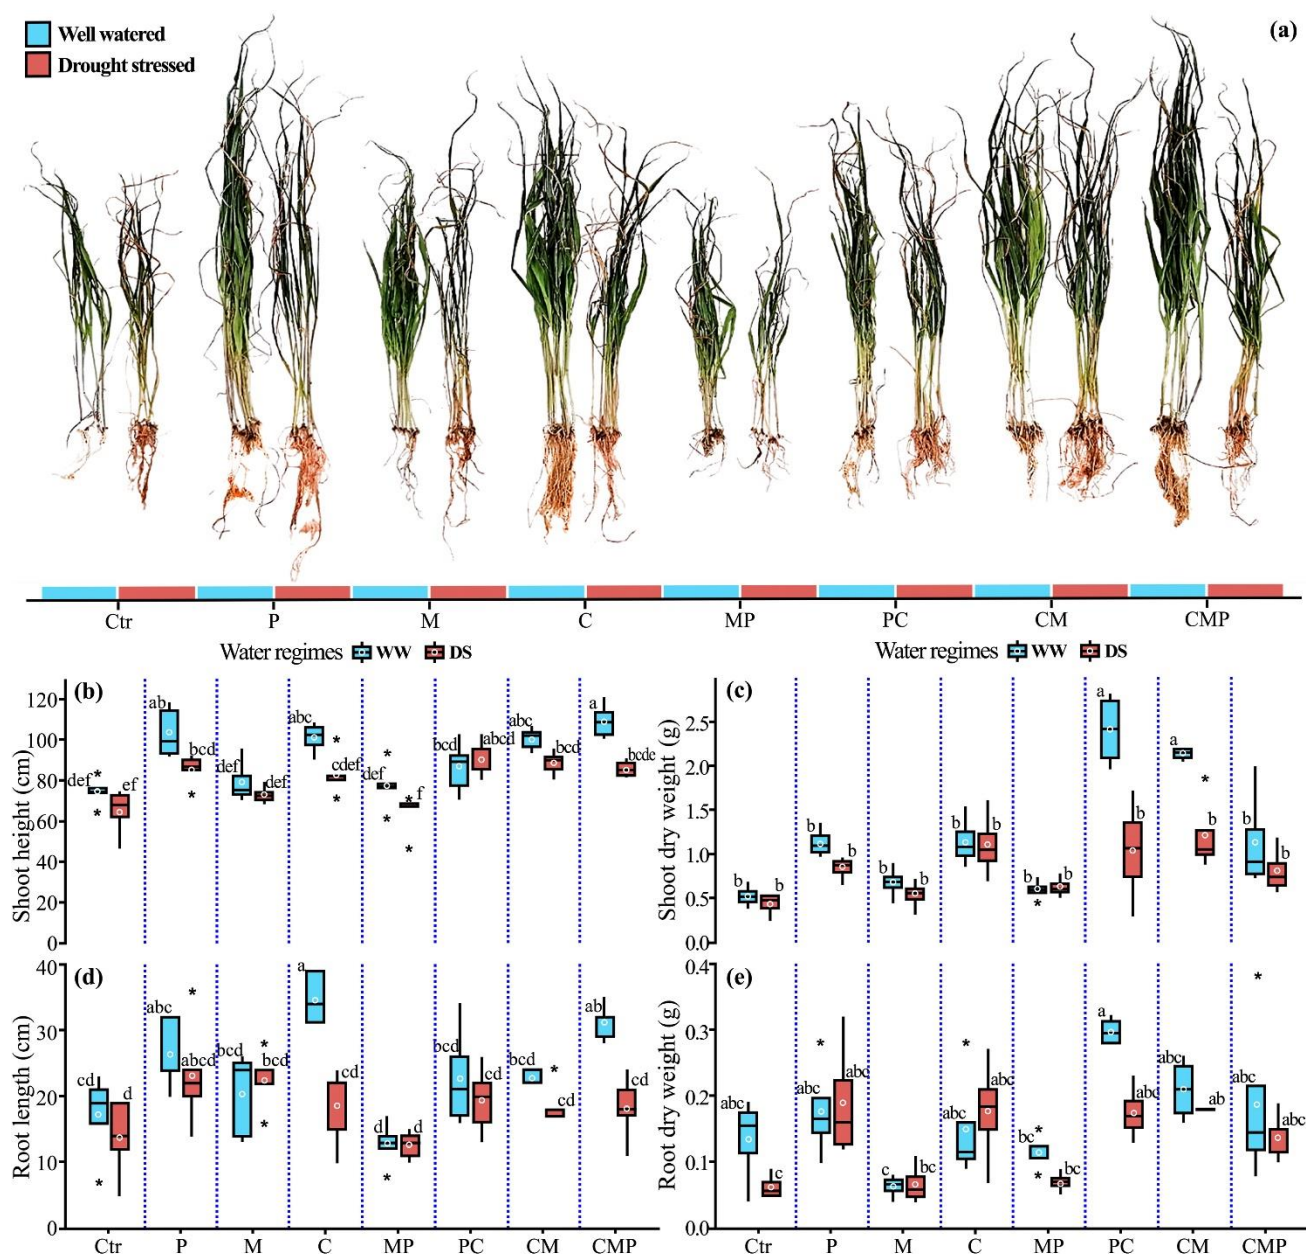 Well watered
Drought stressed
(a)
Ctr P M C MP PC CM CMP
Water regimes WW DS
Water regimes WW DS
(b)
Shoot height (cm)
120
100
80
60
40
20
0
def * * ef
ab bcd *
def def
abc * cdef *
* def * * f *
bcd abcd
abc bcd
a bcde
(c)
Shoot dry weight (g)
2.5
2.0
1.5
1.0
0.5
0.0
b b
b b
b b
b b
b * b
a b
a * b
b b
(d)
Root length (cm)
40
30
20
10
0
cd * d
abc * abcd
bcd * bcd *
a cd
d * d
bcd cd
bcd * cd
ab cd
Ctr P M C MP PC CM CMP
(e)
Root dry weight (g)
0.4
0.3
0.2
0.1
0.0
abc c
* abc abc
c bc
* abc abc
* bc * bc
a abc
abc ab
* abc abc
Ctr P M C MP PC CM CMP